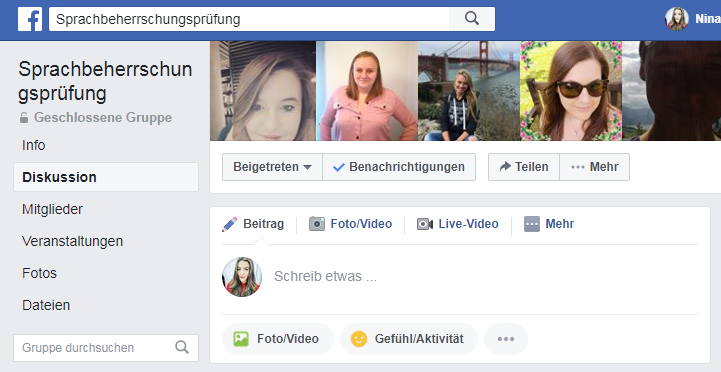 f
Sprachbeherrschungsprüfung
Nina
Sprachbeherrschun
gsprüfung
Geschlossene Gruppe
Info
Diskussion
Mitglieder
Veranstaltungen
Fotos
Dateien
Gruppe durchsuchen
Beigetreten
Benachrichtigungen
Teilen
Mehr
Beitrag
Foto/Video
Live-Video
Mehr
Schreib etwas ...
Foto/Video
Gefühl/Aktivität